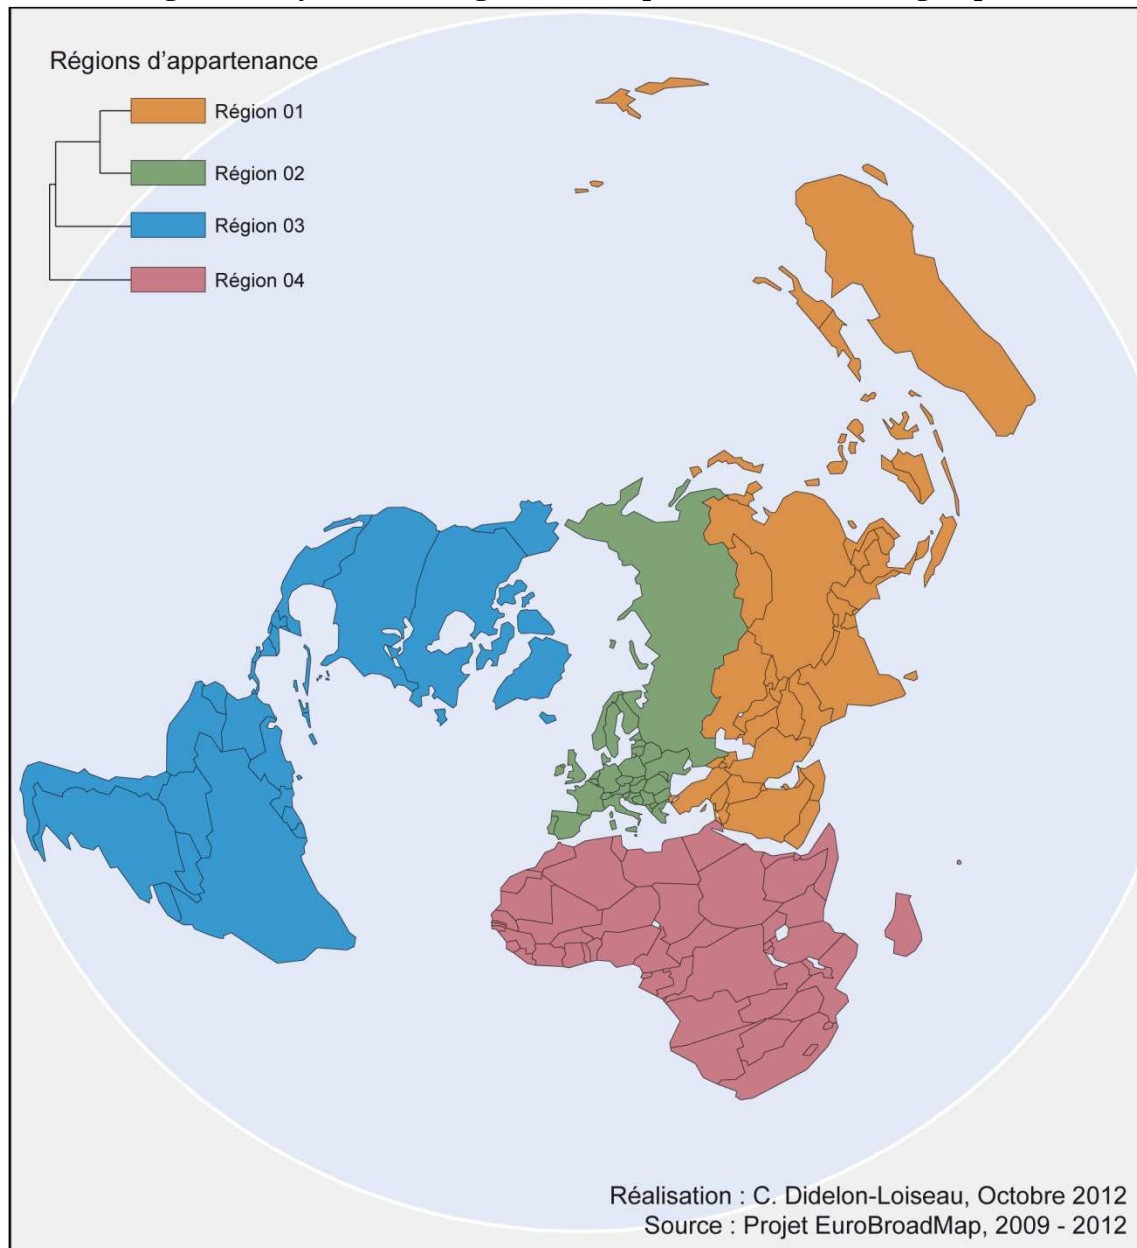 Régions d'appartenance
Région 01
Région 02
Région 03
Région 04
Réalisation : C. Didelon-Loiseau, Octobre 2012
Source : Projet EuroBroadMap, 2009 - 2012